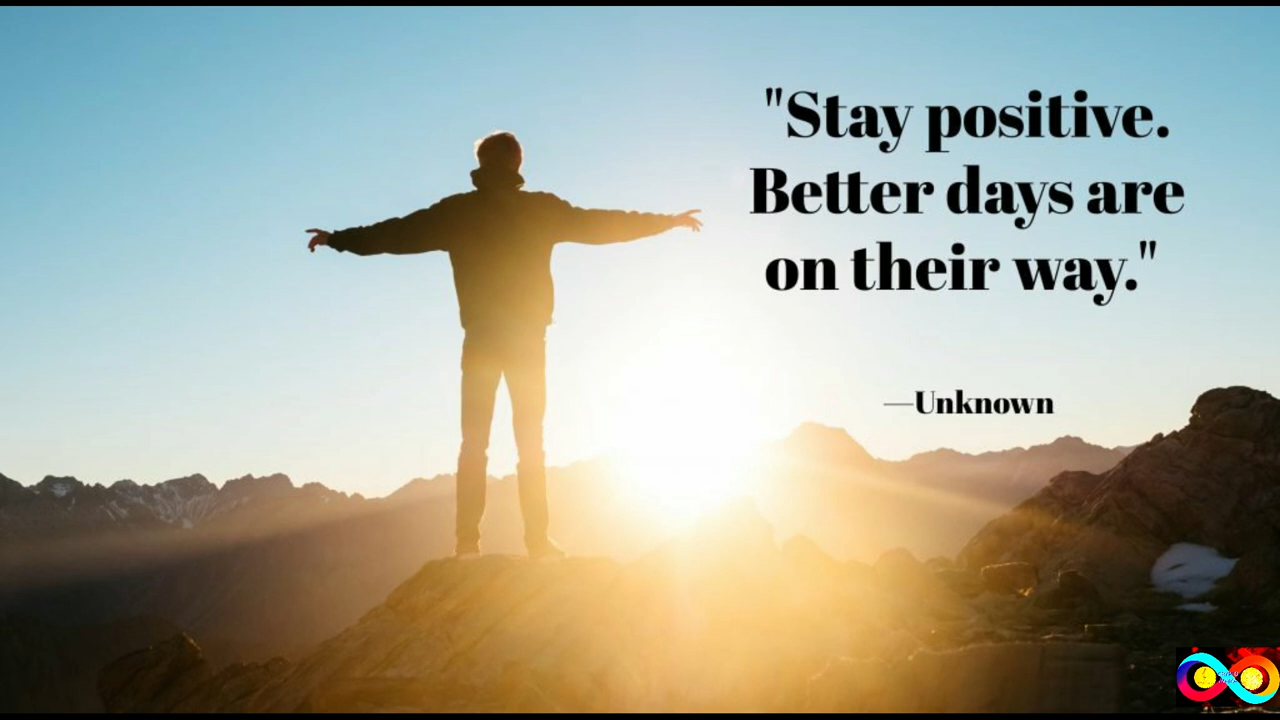 "Stay positive.
Better days are
on their way."
—Unknown